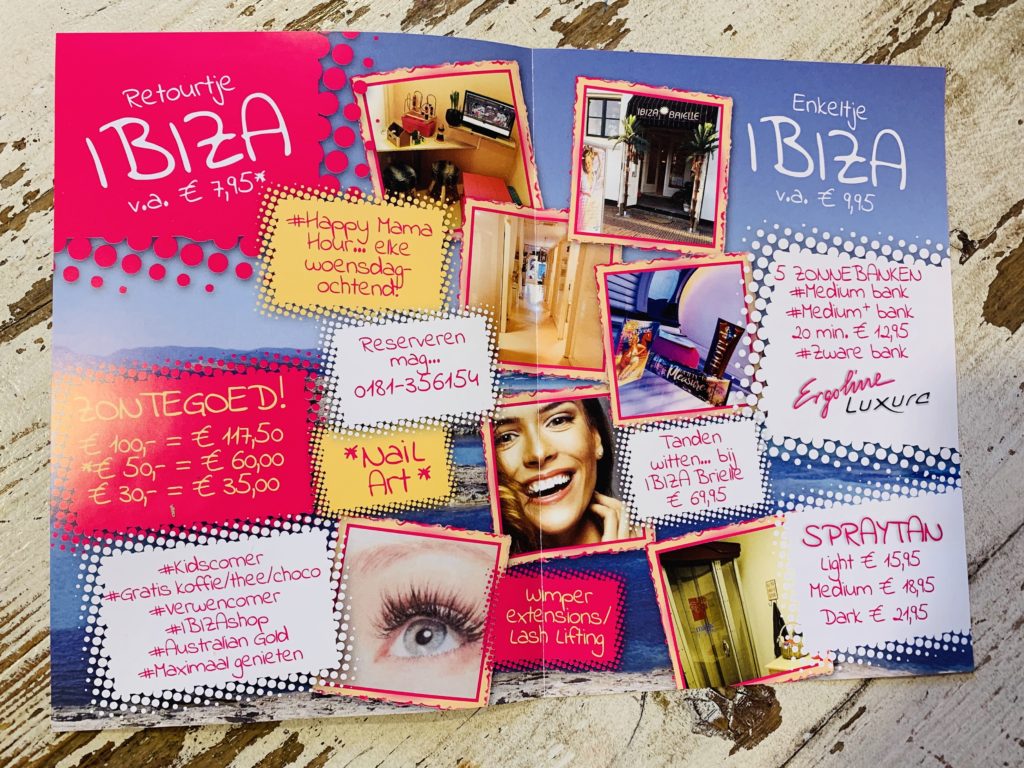 Retourtje
IBIZA
v.a. € 7,95*
#Happy Mama
Hour... elke
woensdag-
ochtend!
Reserveren
mag...
0181-356154
ZONTEGOED!
€ 100,- = € 117,50
*€ 50,- = € 60,00
€ 30,- = € 35,00
*NAIL
Art*
#Kidscorner
#Gratis koffie/thee/choco
#Verwencorner
#iBiZAshop
#Australian Gold
#Maximaal genieten
IBIZA BRIELLE
Enkeltje
IBIZA
v.a. € 9,95
5 ZONNEBANKEN
#Medium bank
#Medium+ bank
20 min. € 12,95
#Zware bank
Ergoline
Luxura
Tanden
witten... bij
IBIZA Brielle
€ 69,95
Wimper
extensions/
Lash Lifting
SPRAYTAN
Light € 15,95
Medium € 18,95
Dark € 21,95